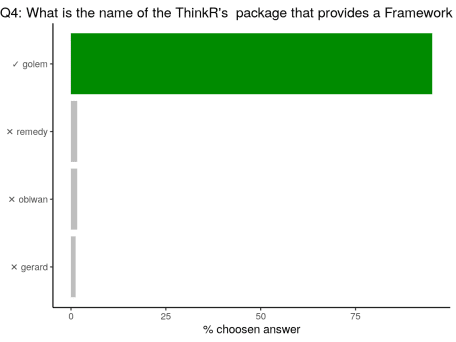 Q4: What is the name of the ThinkR's  package that provides a Framework
✓ golem
✕ remedy
✕ obiwan
✕ gerard
0 25 50 75
% choosen answer